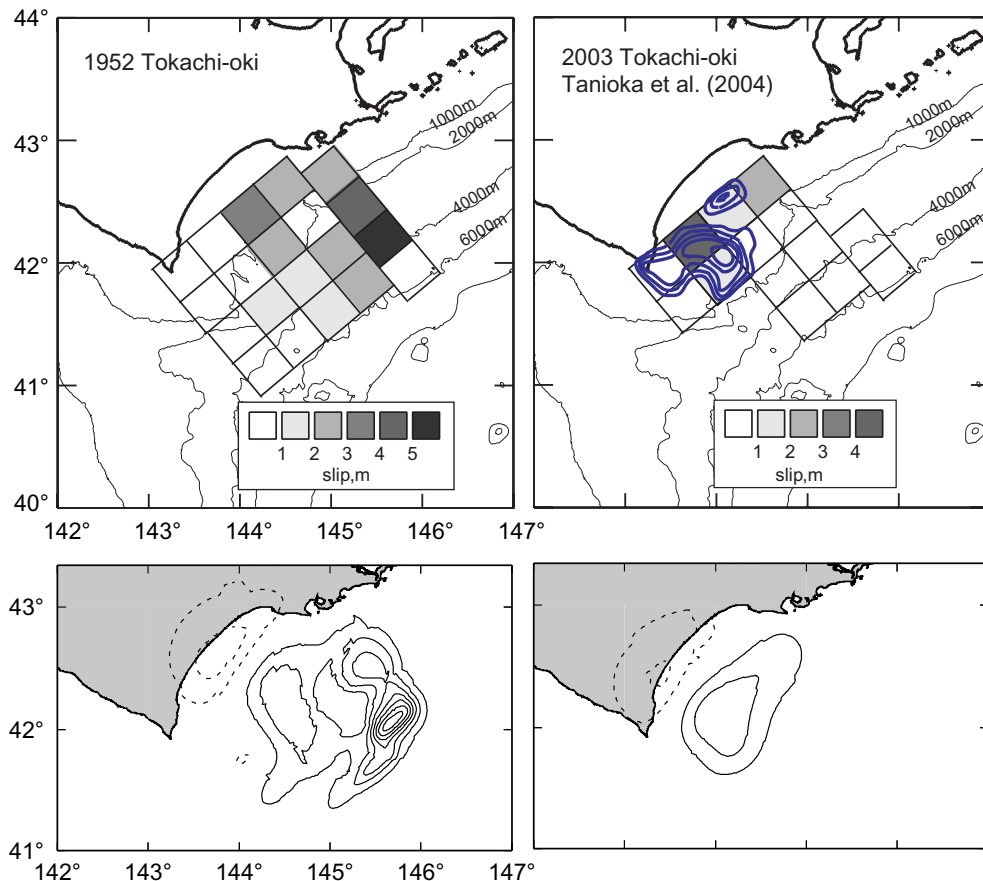 44°
43°
42°
41°
40°
1952 Tokachi-oki
1000m
2000m
4000m
6000m
1 2 3 4 5
slip,m
142° 143° 144° 145° 146° 147°
2003 Tokachi-oki
Tanioka et al. (2004)
1000m
2000m
4000m
6000m
1 2 3 4
slip,m
43°
42°
41°
142° 143° 144° 145° 146° 147°